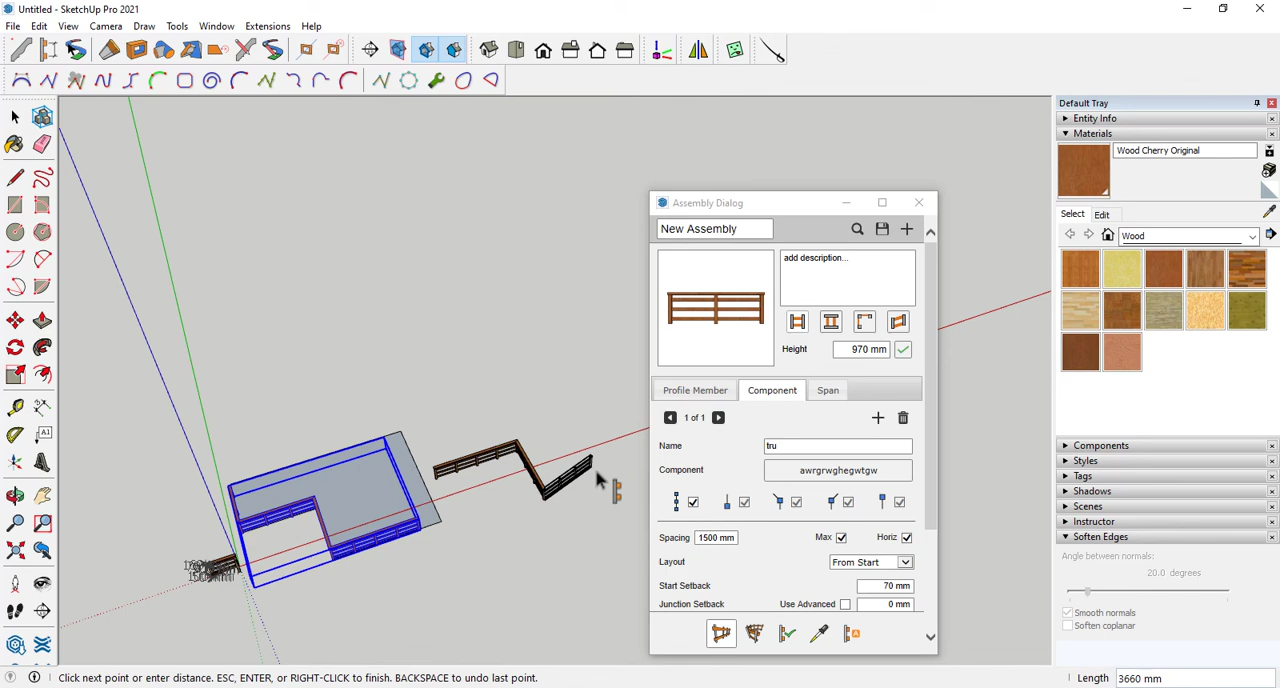 Untitled - SketchUp Pro 2021
File Edit View Camera Draw Tools Window Extensions Help
Default Tray
Entity Info
Materials
Wood Cherry Original
Select Edit
Wood
Assembly Dialog
New Assembly
add description...
Height 970 mm
Profile Member Component Span
1 of 1
Name tru
Component awrgrwghegwtgw
Spacing 1500 mm Max Horiz
Layout From Start
Start Setback 70 mm
Junction Setback Use Advanced 0 mm
Components
Styles
Tags
Shadows
Scenes
Instructor
Soften Edges
Angle between normals:
20.0 degrees
Smooth normals
Soften coplanar
A1
A
Click next point or enter distance. ESC, ENTER, or RIGHT-CLICK to finish. BACKSPACE to undo last point.
Length 3660 mm